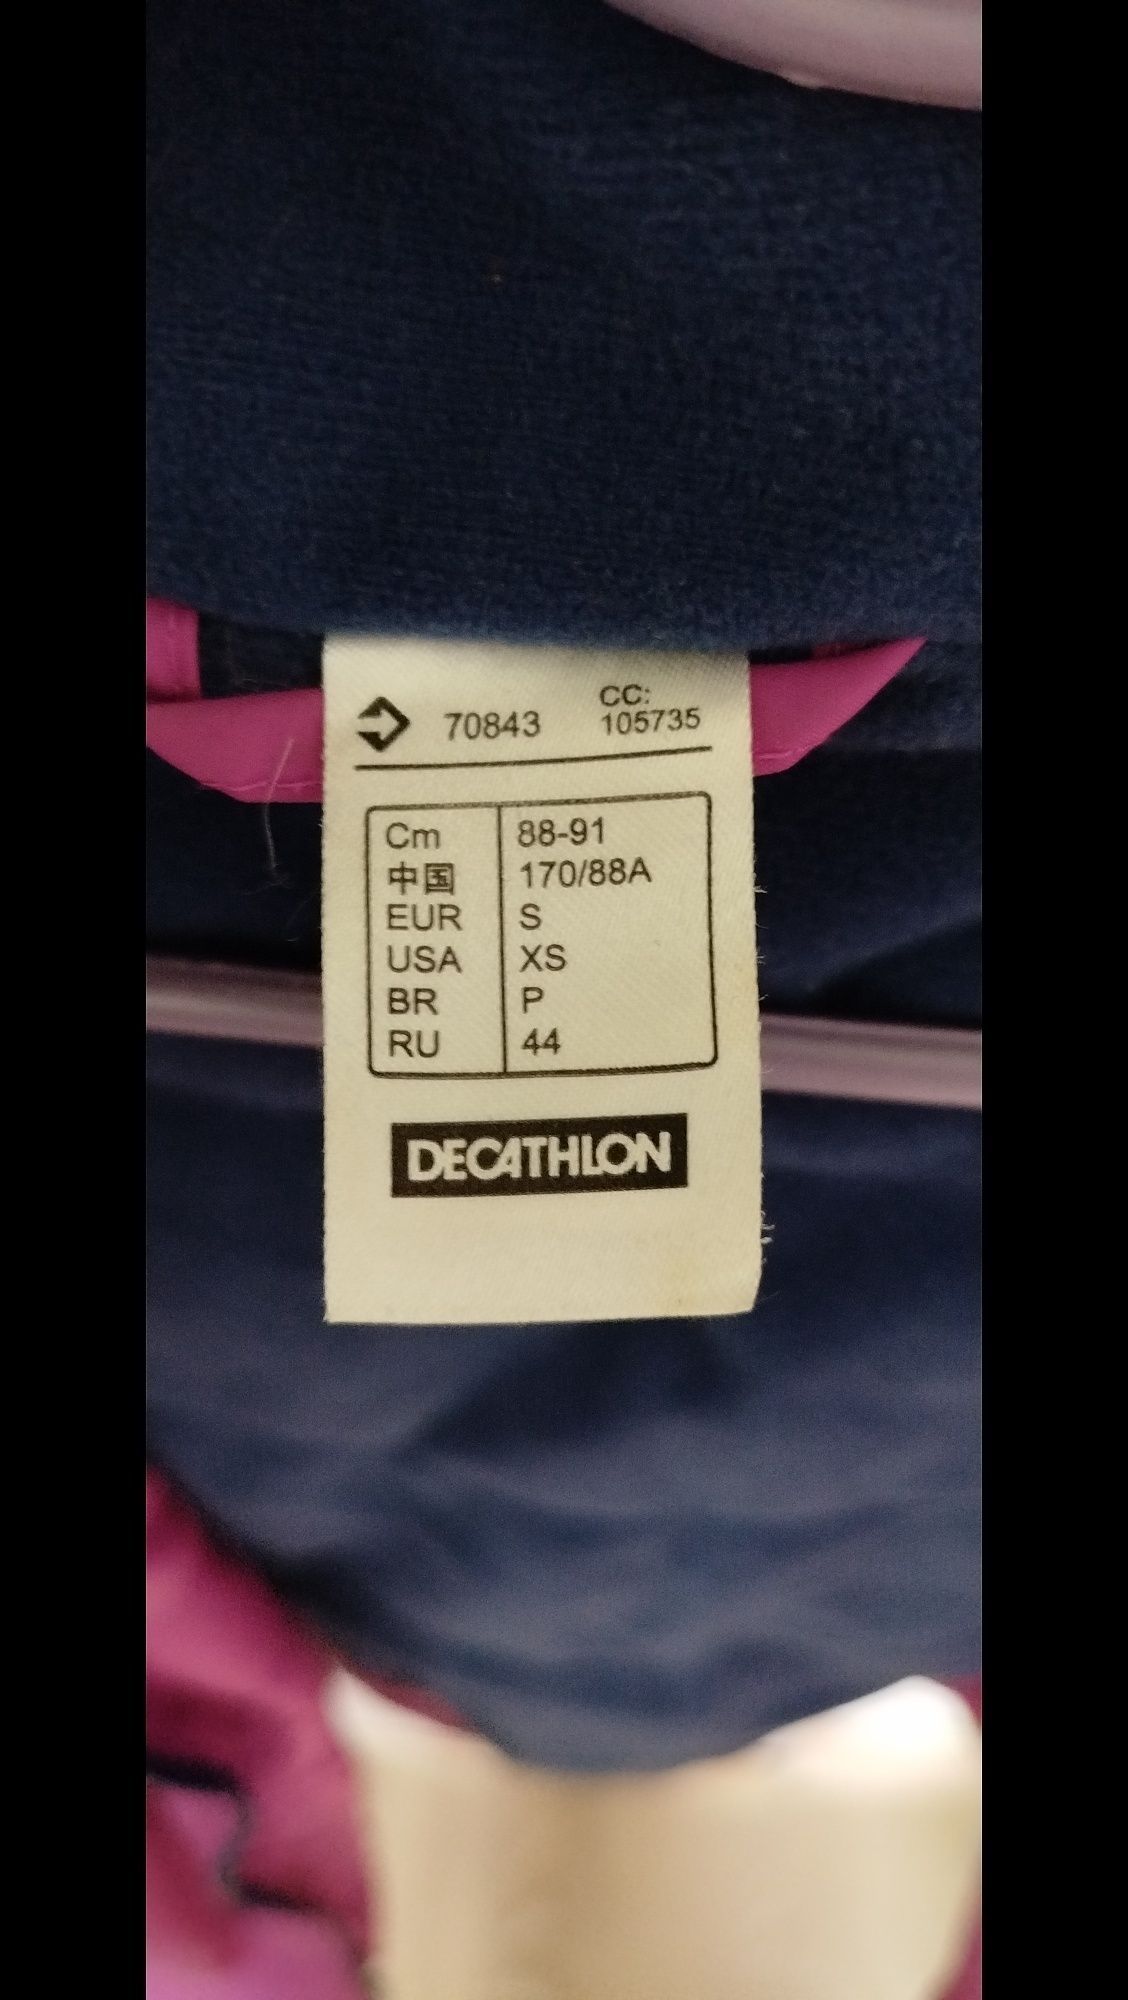 70843 CC: 105735
Cm 88-91
中国 170/88A
EUR S
USA XS
BR P
RU 44
DECATHLON